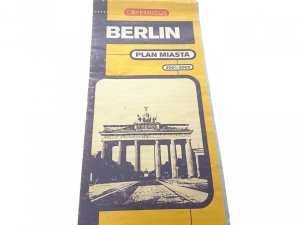 COPERNICUS
BERLIN
PLAN MIASTA
2001-2002